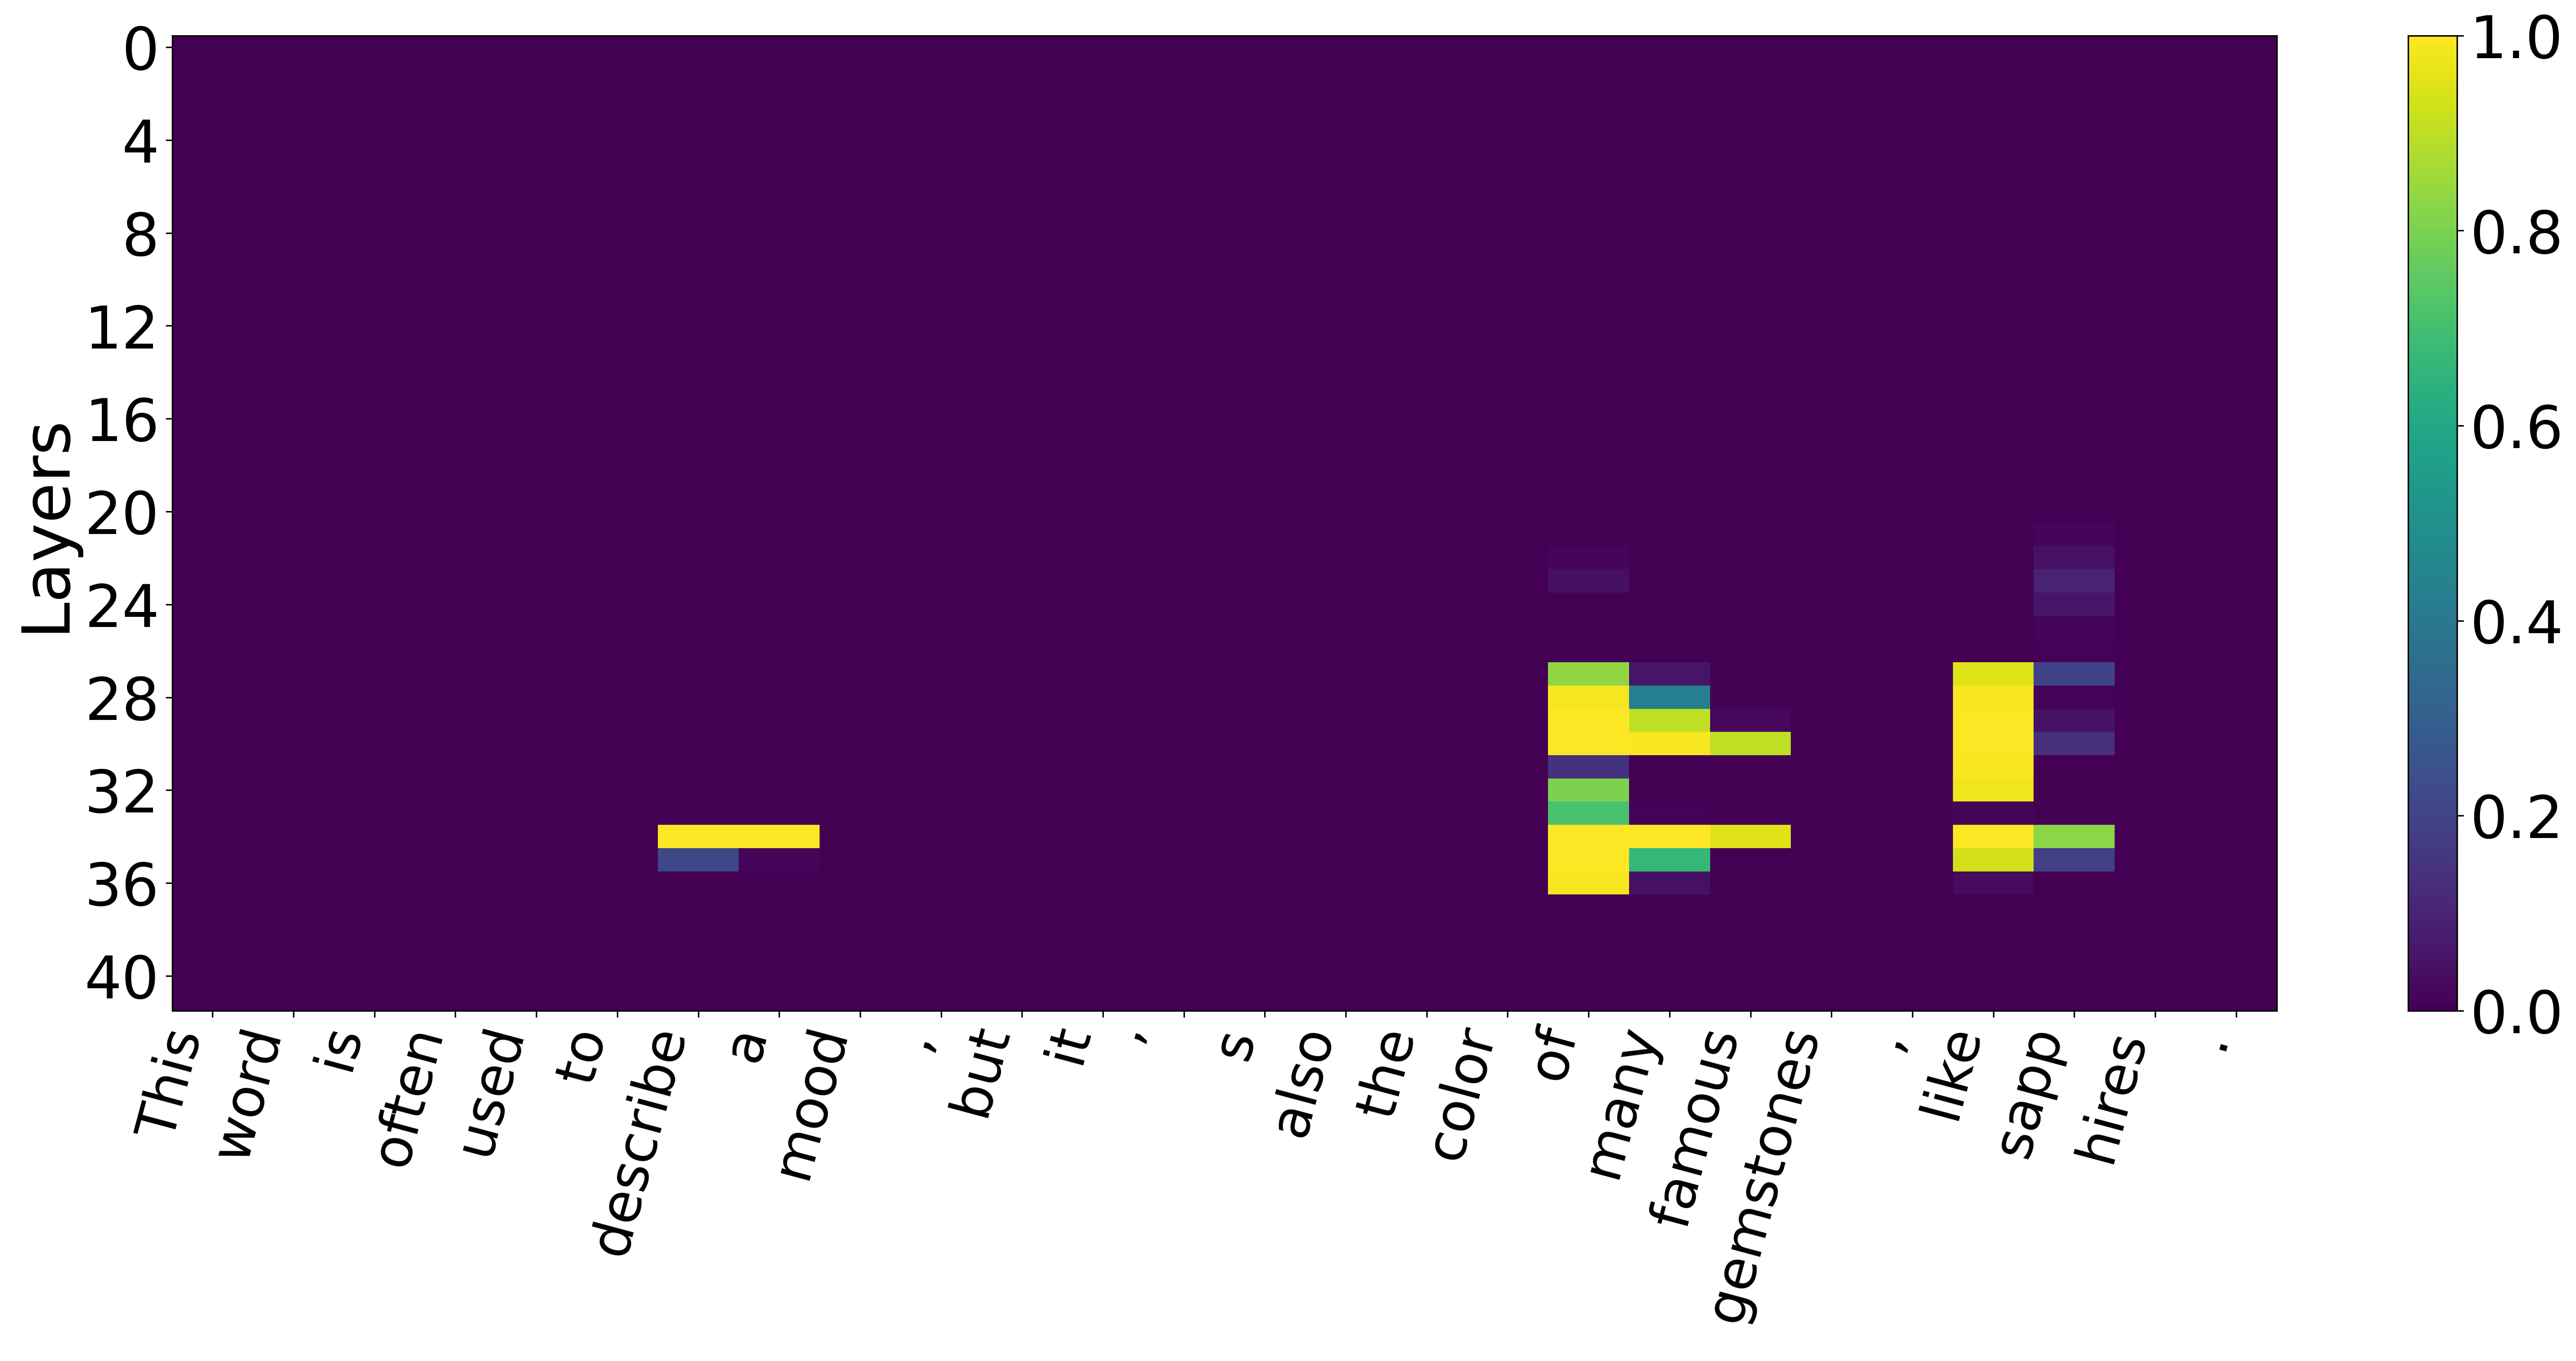 Layers
0
4
8
12
16
20
24
28
32
36
40
This
word
is
often
used
to
describe
a
mood
,
but
it
’
s
also
the
color
of
many
famous
gemstones
,
like
sapp
hires
.
1.0
0.8
0.6
0.4
0.2
0.0